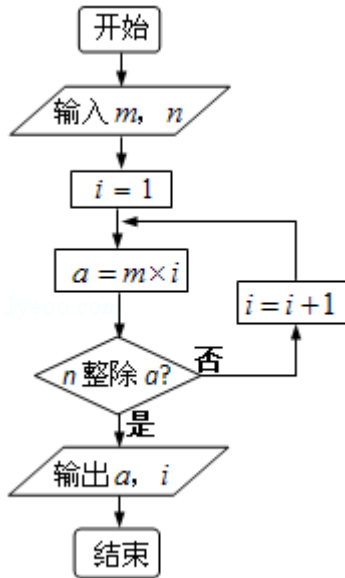 开始
输入 m， n
i = 1
a = m×i
i = i+1
n 整除 a?
否
是
输出 a， i
结束